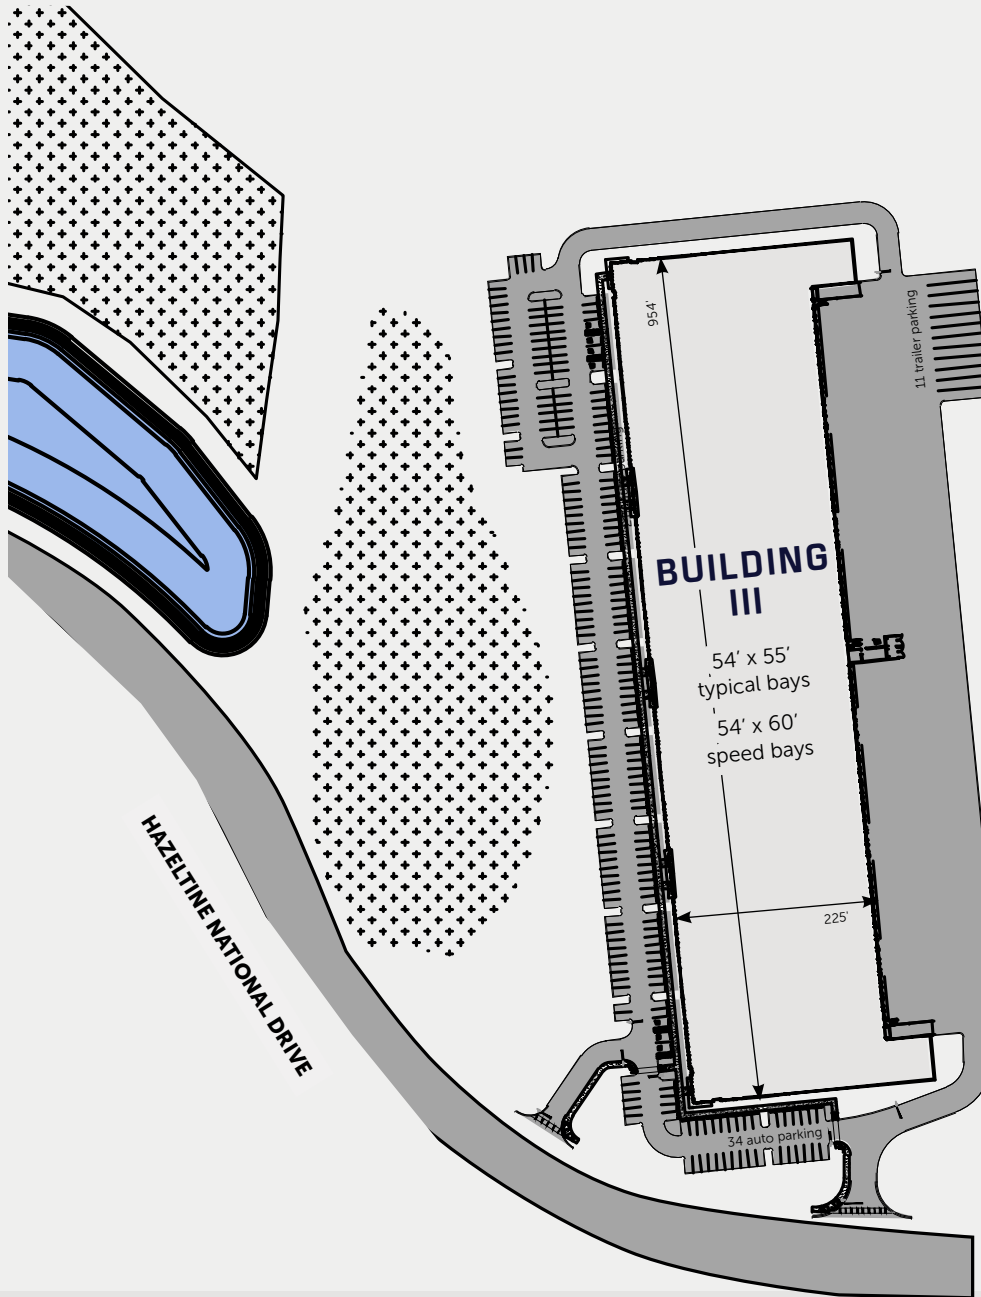 954'
11 trailer parking
BUILDING
III
54' x 55'
typical bays
54' x 60'
speed bays
HAZELTINE NATIONAL DRIVE
225'
34 auto parking